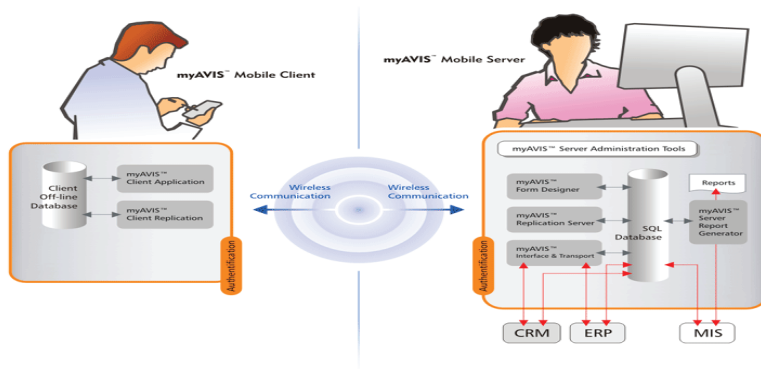 myAVIS™ Mobile Client
myAVIS™ Mobile Server
Client
Off-line
Database
myAVIS™
Client Application
myAVIS™
Client Replication
Authentification
Wireless
Communication
Wireless
Communication
Authentification
myAVIS™ Server Administration Tools
myAVIS™
Form Designer
myAVIS™
Replication Server
myAVIS™
Interface & Transport
SQL
Database
Reports
myAVIS™
Server
Report
Generator
CRM
ERP
MIS